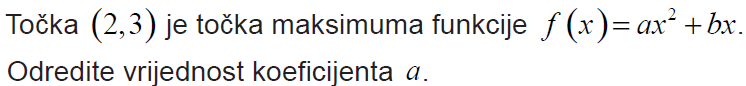 Točka (2,3) je točka maksimuma funkcije f(x)=ax²+bx.
Odredite vrijednost koeficijenta a.